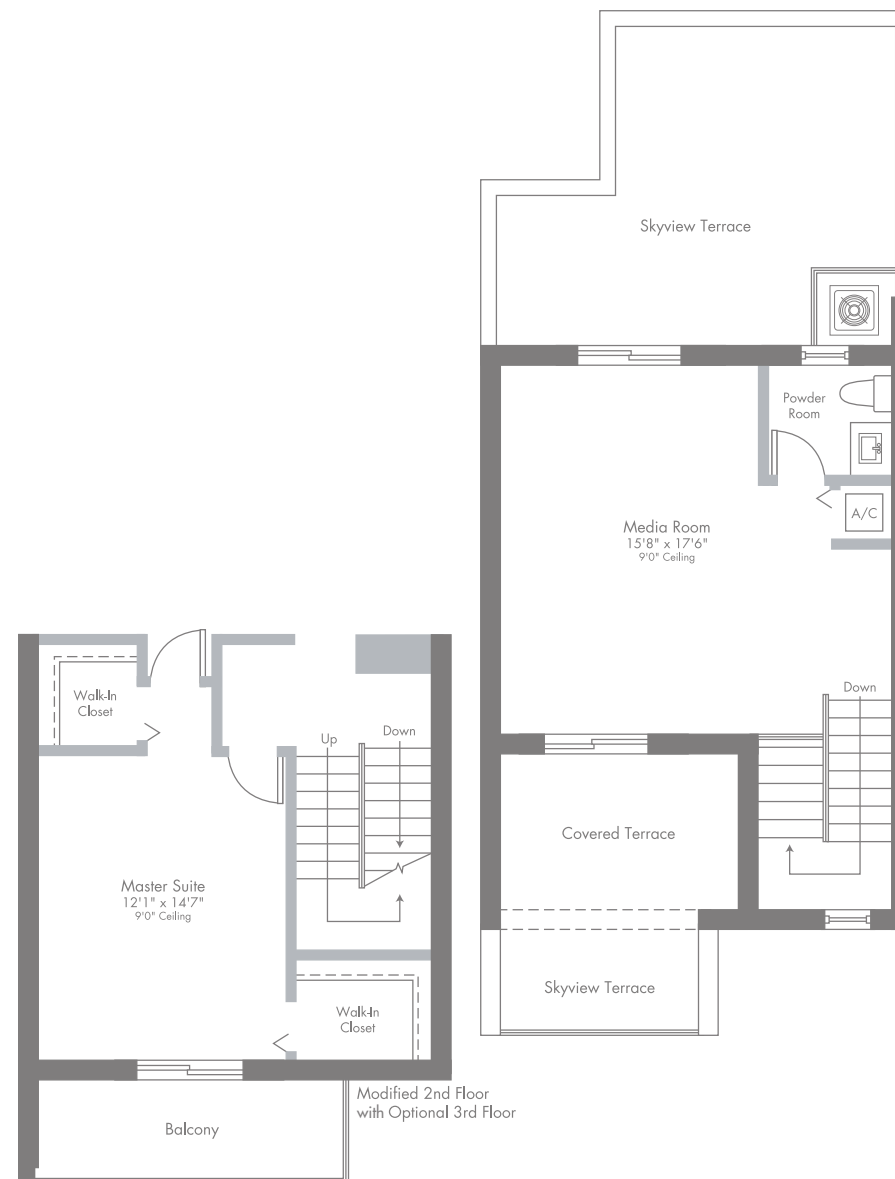 Skyview Terrace
Powder
Room
Media Room
15'8" x 17'6"
9'0" Ceiling
A/C
Down
Covered Terrace
Skyview Terrace
Walk-In
Closet
Up
Down
Master Suite
12'1" x 14'7"
9'0" Ceiling
Walk-In
Closet
Balcony
Modified 2nd Floor
with Optional 3rd Floor